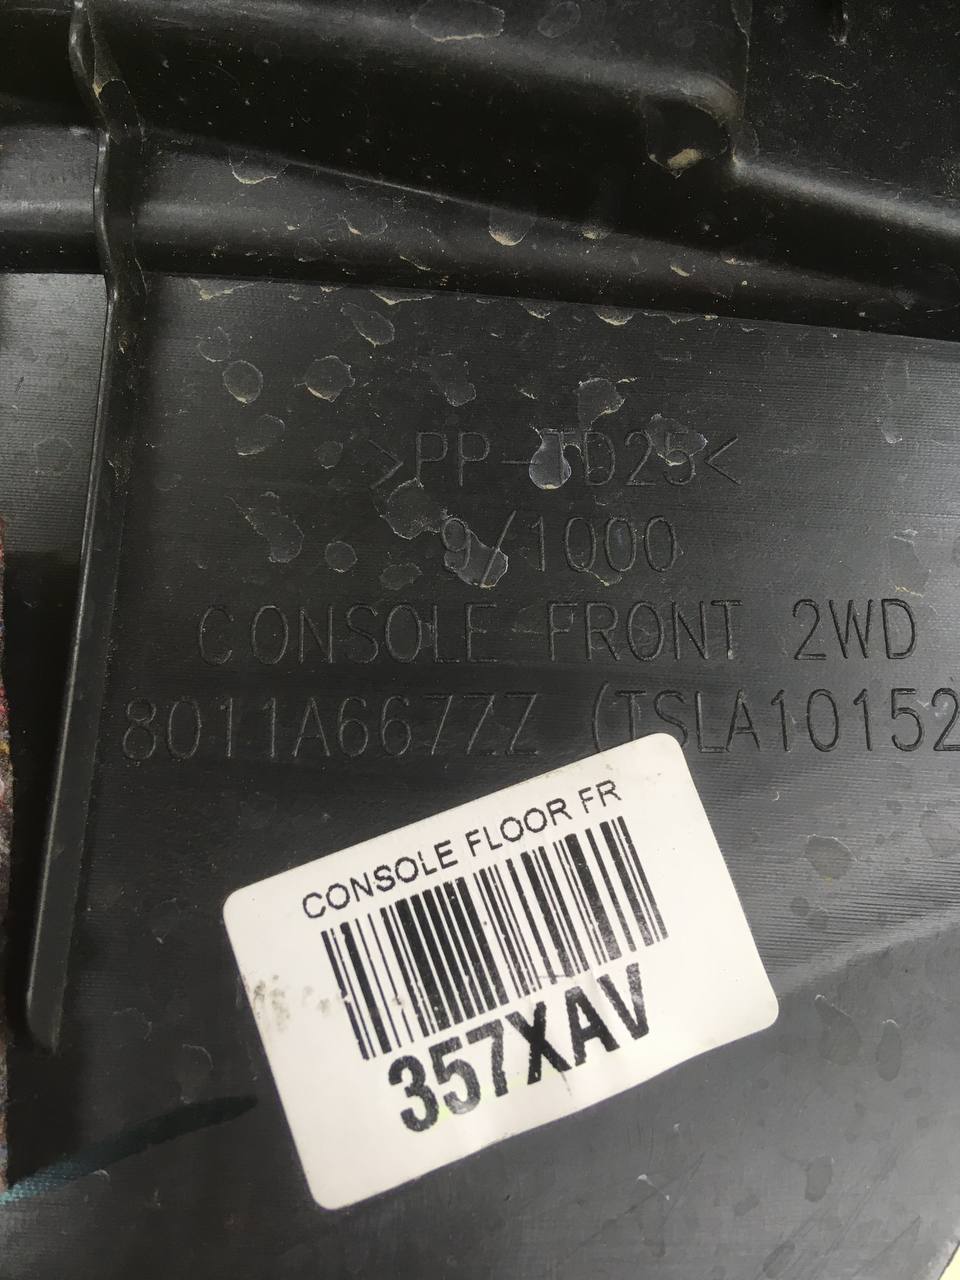 >PP-TD25<
9/1000
CONSOLE FRONT 2WD
8011A667ZZ (TSLA10152
CONSOLE FLOOR FR
357XAV